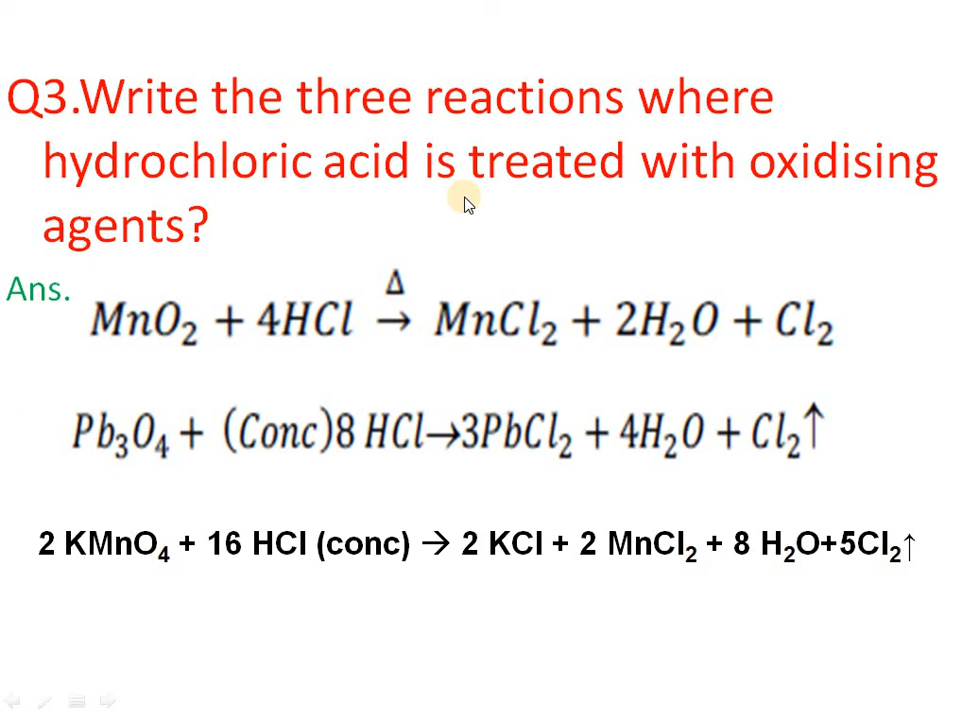 Q3.Write the three reactions where
hydrochloric acid is treated with oxidising
agents?
Ans.
Δ
MnO₂ + 4HCl → MnCl₂ + 2H₂O + Cl₂
Pb₃O₄ + (Conc)8 HCl→3PbCl₂ + 4H₂O + Cl₂↑
2 KMnO₄ + 16 HCl (conc) → 2 KCl + 2 MnCl₂ + 8 H₂O+5Cl₂↑